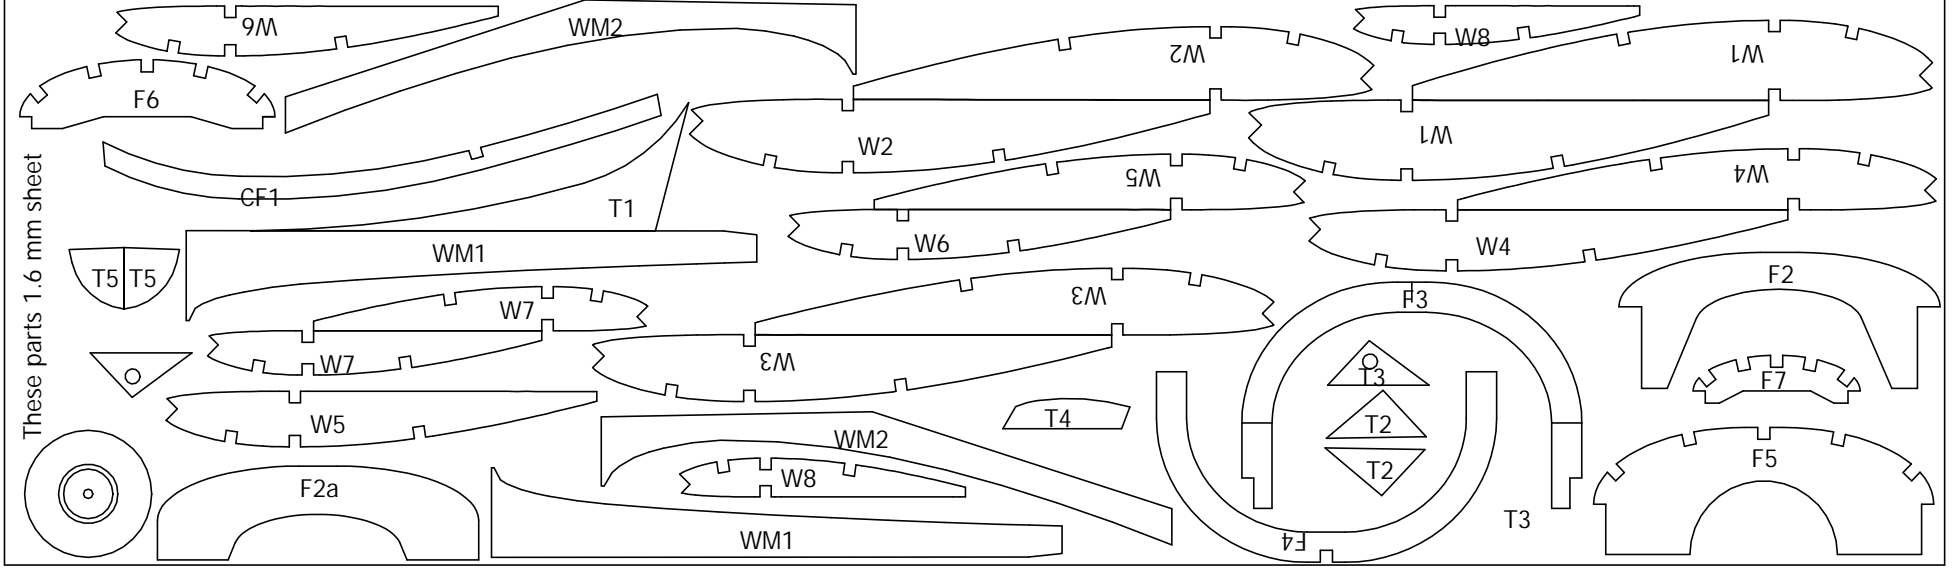 W6
WM2
W2
W8
W1
F6
W2
W1
W5
W4
CF1
T1
W6
W4
WM1
F2
T5
T5
W3
F3
W7
W7
W3
T3
F7
These parts 1.6 mm sheet
W5
T4
T2
WM2
F5
T2
W8
F2a
T3
WM1
F4